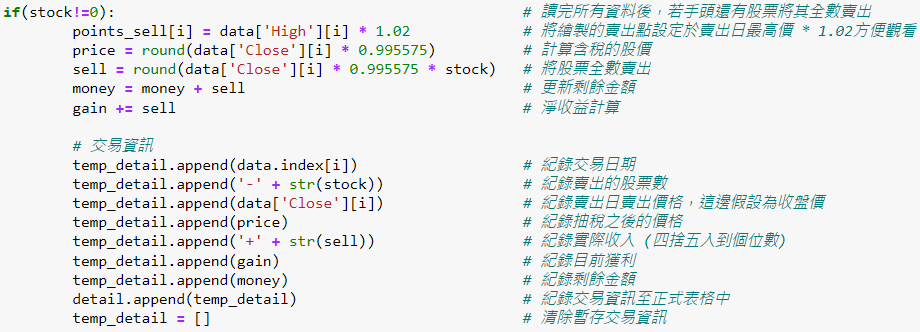 if(stock!=0): # 讀完所有資料後，若手頭還有股票將其全數賣出
points_sell[i] = data['High'][i] * 1.02 # 將繪製的賣出點設定於賣出日最高價 * 1.02方便觀看
price = round(data['Close'][i] * 0.995575) # 計算含稅的股價
sell = round(data['Close'][i] * 0.995575 * stock) # 將股票全數賣出
money = money + sell # 更新剩餘金額
gain += sell # 淨收益計算
# 交易資訊
temp_detail.append(data.index[i]) # 紀錄交易日期
temp_detail.append('-' + str(stock)) # 紀錄賣出的股票數
temp_detail.append(data['Close'][i]) # 紀錄賣出日賣出價格，這邊假設為收盤價
temp_detail.append(price) # 紀錄抽稅之後的價格
temp_detail.append('+' + str(sell)) # 紀錄實際收入 (四捨五入到個位數)
temp_detail.append(gain) # 紀錄目前獲利
temp_detail.append(money) # 紀錄剩餘金額
detail.append(temp_detail) # 紀錄交易資訊至正式表格中
temp_detail = [] # 清除暫存交易資訊